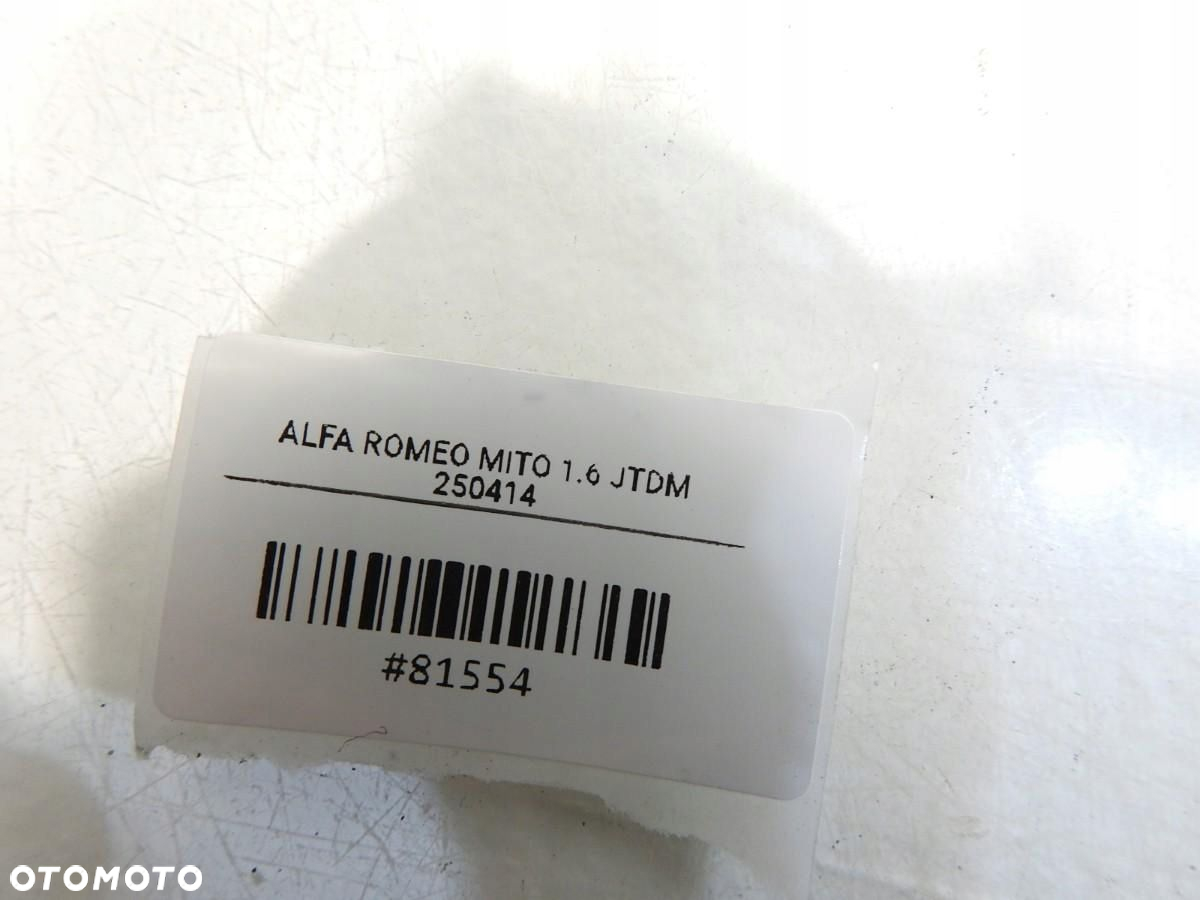 ALFA ROMEO MITO 1.6 JTDM
250414
#81554
OTOMOTO